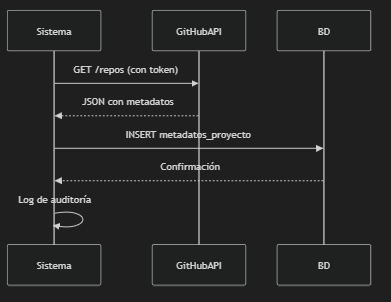 Sistema
GitHubAPI
BD
GET /repos (con token)
JSON con metadatos
INSERT metadatos_proyecto
Confirmación
Log de auditoría
Sistema
GitHubAPI
BD